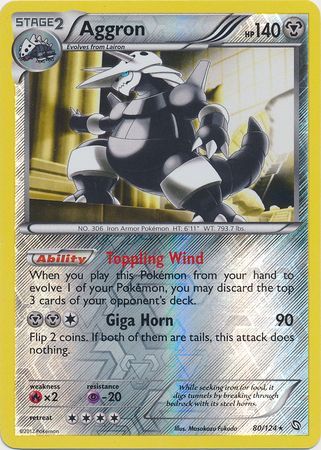 STAGE2
Aggron
HP140
Evolves from Lairon
NO. 306 Iron Armor Pokémon HT: 6'11" WT: 793.7 lbs.
Ability Toppling Wind
When you play this Pokémon from your hand to
evolve 1 of your Pokémon, you may discard the top
3 cards of your opponent's deck.
Giga Horn 90
Flip 2 coins. If both of them are tails, this attack does
nothing.
weakness resistance
×2 -20
retreat
While seeking iron for food, it
digs tunnels by breaking through
bedrock with its steel horns.
©2012 Pokémon
Illus. Masakazu Fukuda
80/124